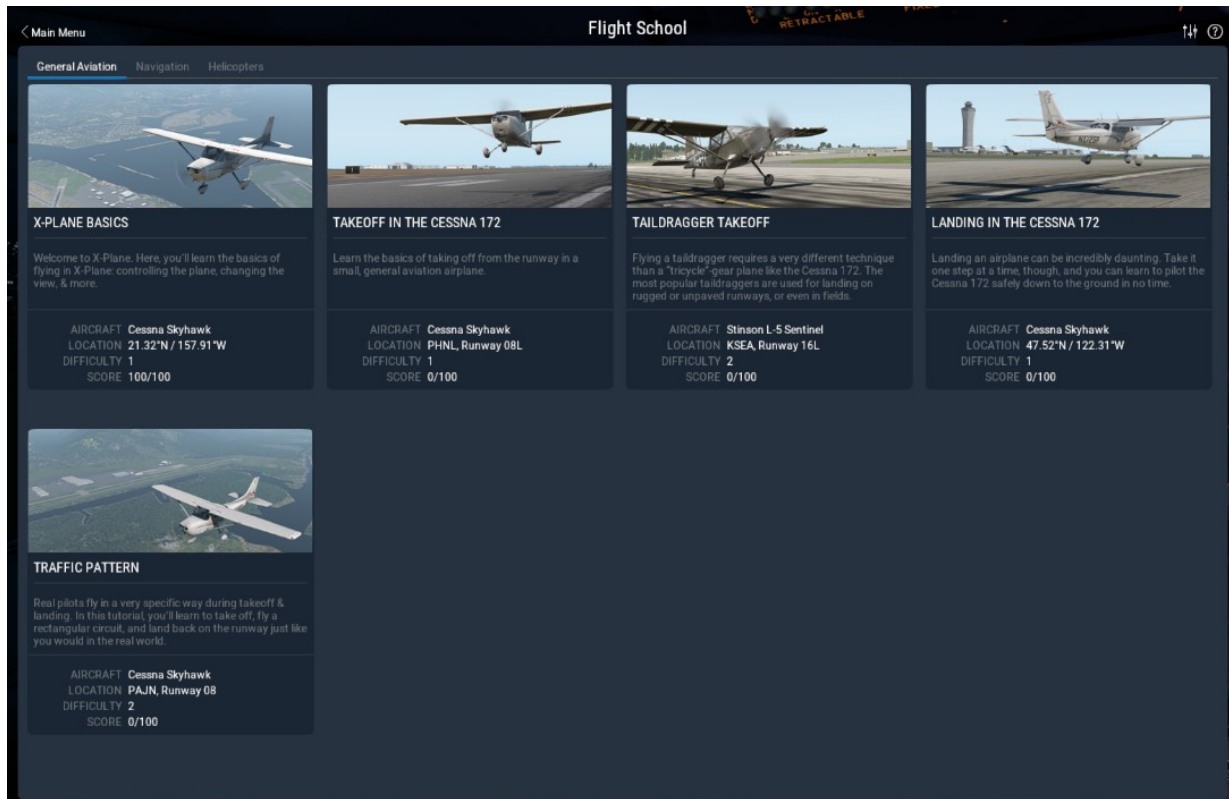 RETRACTABLE
Main Menu
Flight School
General Aviation Navigation Helicopters
X-PLANE BASICS
Welcome to X-Plane. Here, you'll learn the basics of
flying in X-Plane: controlling the plane, changing the
view, & more.
AIRCRAFT Cessna Skyhawk
LOCATION 21.32°N / 157.91°W
DIFFICULTY 1
SCORE 100/100
TAKEOFF IN THE CESSNA 172
Learn the basics of taking off from the runway in a
small, general aviation airplane.
AIRCRAFT Cessna Skyhawk
LOCATION PHNL, Runway 08L
DIFFICULTY 1
SCORE 0/100
TAILDRAGGER TAKEOFF
Flying a taildragger requires a very different technique
than a "tricycle"-gear plane like the Cessna 172. The
most popular taildraggers are used for landing on
rugged or unpaved runways, or even in fields.
AIRCRAFT Stinson L-5 Sentinel
LOCATION KSEA, Runway 16L
DIFFICULTY 2
SCORE 0/100
LANDING IN THE CESSNA 172
Landing an airplane can be incredibly daunting. Take it
one step at a time, though, and you can learn to pilot the
Cessna 172 safely down to the ground in no time.
AIRCRAFT Cessna Skyhawk
LOCATION 47.52°N / 122.31°W
DIFFICULTY 1
SCORE 0/100
TRAFFIC PATTERN
Real pilots fly in a very specific way during takeoff &
landing. In this tutorial, you'll learn to take off, fly a
rectangular circuit, and land back on the runway just like
you would in the real world.
AIRCRAFT Cessna Skyhawk
LOCATION PAJN, Runway 08
DIFFICULTY 2
SCORE 0/100